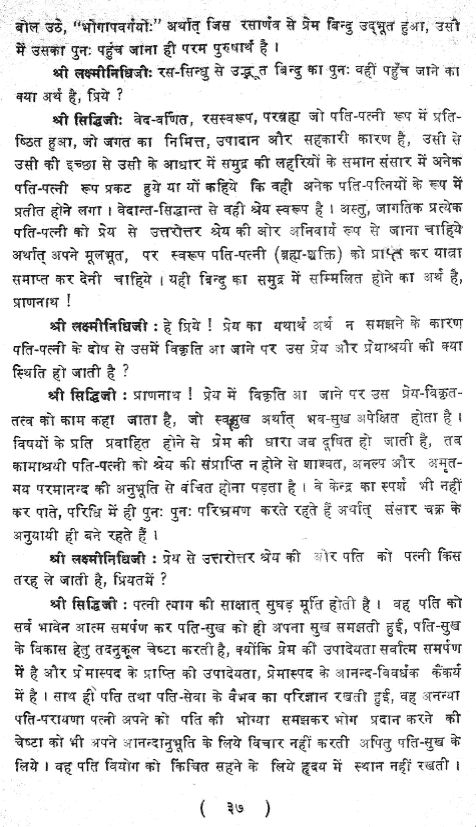 बोल उठे, "भोगापवर्गयोः" अर्थात् जिस रसार्णव से प्रेम बिन्दु उद्भूत हुआ, उसी
में उसका पुनः पहुंच जाना ही परम पुरुषार्थ है ।
श्री लक्ष्मीनिधिजीः रस-सिन्धु से उद्भूत बिन्दु का पुनः वहीं पहुँच जाने का
क्या अर्थ है, प्रिये ?
श्री सिद्धिजीः वेद-वर्णित, रसस्वरूप, परब्रह्म जो पति-पत्नी रूप में प्रति-
ष्ठित हुआ, जो जगत का निमित्त, उपादान और सहकारी कारण है, उसी से
उसी की इच्छा से उसी के आधार में समुद्र की लहरियों के समान संसार में अनेक
पति-पत्नी रूप प्रकट हुये या यों कहिये कि वही अनेक पति-पत्नियों के रूप में
प्रतीत होने लगा । वेदान्त-सिद्धान्त से वही श्रेय स्वरूप है । अस्तु, जागतिक प्रत्येक
पति-पत्नी को प्रेय से उत्तरोत्तर श्रेय की ओर अनिवार्य रूप से जाना चाहिये
अर्थात् अपने मूलभूत, पर स्वरूप पति-पत्नी (ब्रह्म-शक्ति) को प्राप्त कर यात्रा
समाप्त कर देनी चाहिये । यही बिन्दु का समुद्र में सम्मिलित होने का अर्थ है,
प्राणनाथ !
श्री लक्ष्मीनिधिजी: हे प्रिये ! प्रेय का यथार्थ अर्थ न समझने के कारण
पति-पत्नी के दोष से उसमें विकृति आ जाने पर उस प्रेय और प्रेयाश्रयी की क्या
स्थिति हो जाती है ?
श्री सिद्धिजी : प्राणनाथ ! प्रेय में विकृति आ जाने पर उस प्रेय-विकृत-
तत्व को काम कहा जाता है, जो स्वसुख अर्थात् भव-सुख अपेक्षित होता है ।
विषयों के प्रति प्रवाहित होने से प्रेम की धारा जब दूषित हो जाती है, तब
कामाश्रयी पति-पत्नी को श्रेय की संप्राप्ति न होने से शाश्वत, अनल्प और अमृत-
मय परमानन्द की अनुभूति से वंचित होना पड़ता है । वे केन्द्र का स्पर्श भी नहीं
कर पाते, परिधि में ही पुनः पुनः परिभ्रमण करते रहते हैं अर्थात् संसार चक्र के
अनुयायी ही बने रहते हैं ।
श्री लक्ष्मीनिधिजी : प्रेय से उत्तरोत्तर श्रेय की ओर पति को पत्नी किस
तरह ले जाती है, प्रियतमे ?
श्री सिद्धिजी : पत्नी त्याग की साक्षात् सुघड़ मूर्ति होती है । वह पति को
सर्व भावेन आत्म समर्पण कर पति-सुख को ही अपना सुख समझती हुई, पति-सुख
के विकास हेतु तदनुकूल चेष्टा करती है, क्योंकि प्रेम की उपादेयता सर्वात्म समर्पण
में है और प्रेमास्पद के प्राप्ति की उपादेयता, प्रेमास्पद के आनन्द-विवर्धक कैंकर्य
में है । साथ ही पति तथा पति-सेवा के वैभव का परिज्ञान रखती हुई, वह अनन्या
पति-परायणा पत्नी अपने को पति की भोग्या समझकर भोग प्रदान करने की
चेष्टा को भी अपने आनन्दानुभूति के लिये विचार नहीं करती अपितु पति-सुख के
लिये । वह पति वियोग को किंचित सहने के लिये हृदय में स्थान नहीं रखती ।
( ३७ )